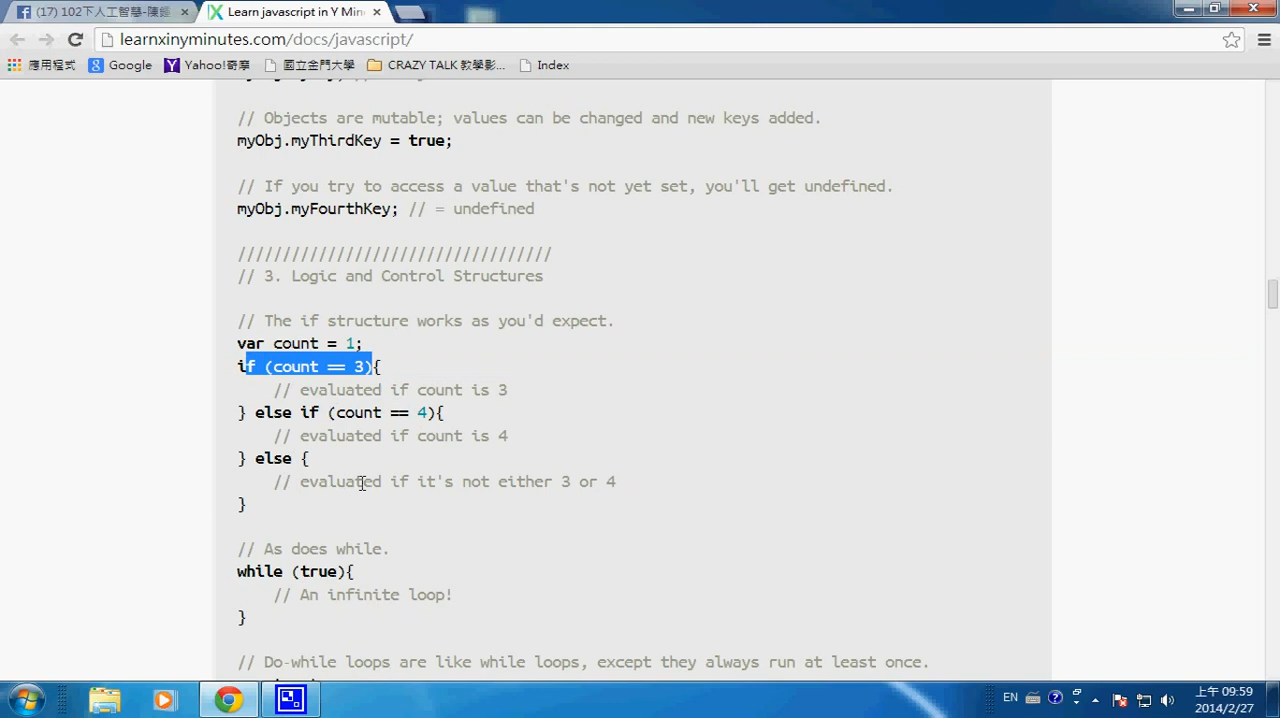 (17) 102下人工智慧-陳鍾
Learn javascript in Y Min
learnxinyminutes.com/docs/javascript/
應用程式 Google Yahoo!奇摩 國立金門大學 CRAZY TALK 教學影... Index
// Objects are mutable; values can be changed and new keys added.
myObj.myThirdKey = true;
// If you try to access a value that's not yet set, you'll get undefined.
myObj.myFourthKey; // = undefined
///////////////////////////////////
// 3. Logic and Control Structures
// The if structure works as you'd expect.
var count = 1;
if (count == 3){
// evaluated if count is 3
} else if (count == 4){
// evaluated if count is 4
} else {
// evaluated if it's not either 3 or 4
}
// As does while.
while (true){
// An infinite loop!
}
// Do-while loops are like while loops, except they always run at least once.
EN
上午 09:59
2014/2/27